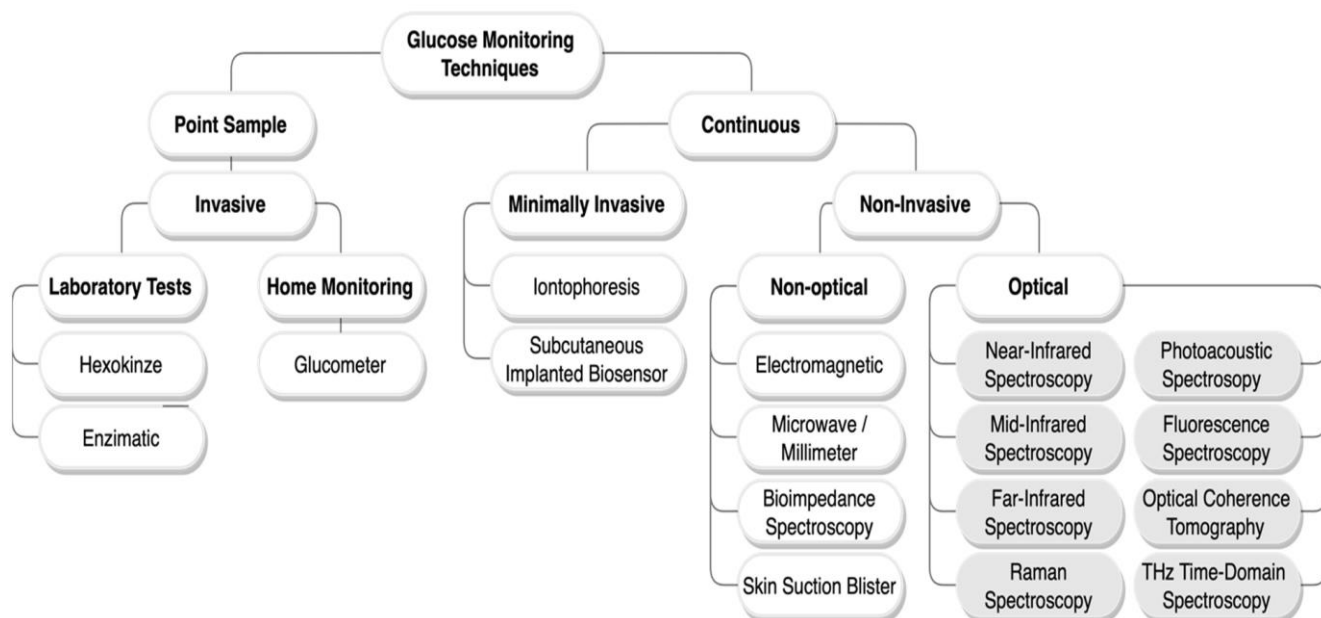 Glucose Monitoring
Techniques
Point Sample
Continuous
Invasive
Minimally Invasive
Non-Invasive
Laboratory Tests
Home Monitoring
Iontophoresis
Non-optical
Optical
Hexokinze
Glucometer
Subcutaneous
Implanted Biosensor
Electromagnetic
Near-Infrared
Spectroscopy
Photoacoustic
Spectrosopy
Enzimatic
Microwave /
Millimeter
Mid-Infrared
Spectroscopy
Fluorescence
Spectroscopy
Bioimpedance
Spectroscopy
Far-Infrared
Spectroscopy
Optical Coherence
Tomography
Skin Suction Blister
Raman
Spectroscopy
THz Time-Domain
Spectroscopy